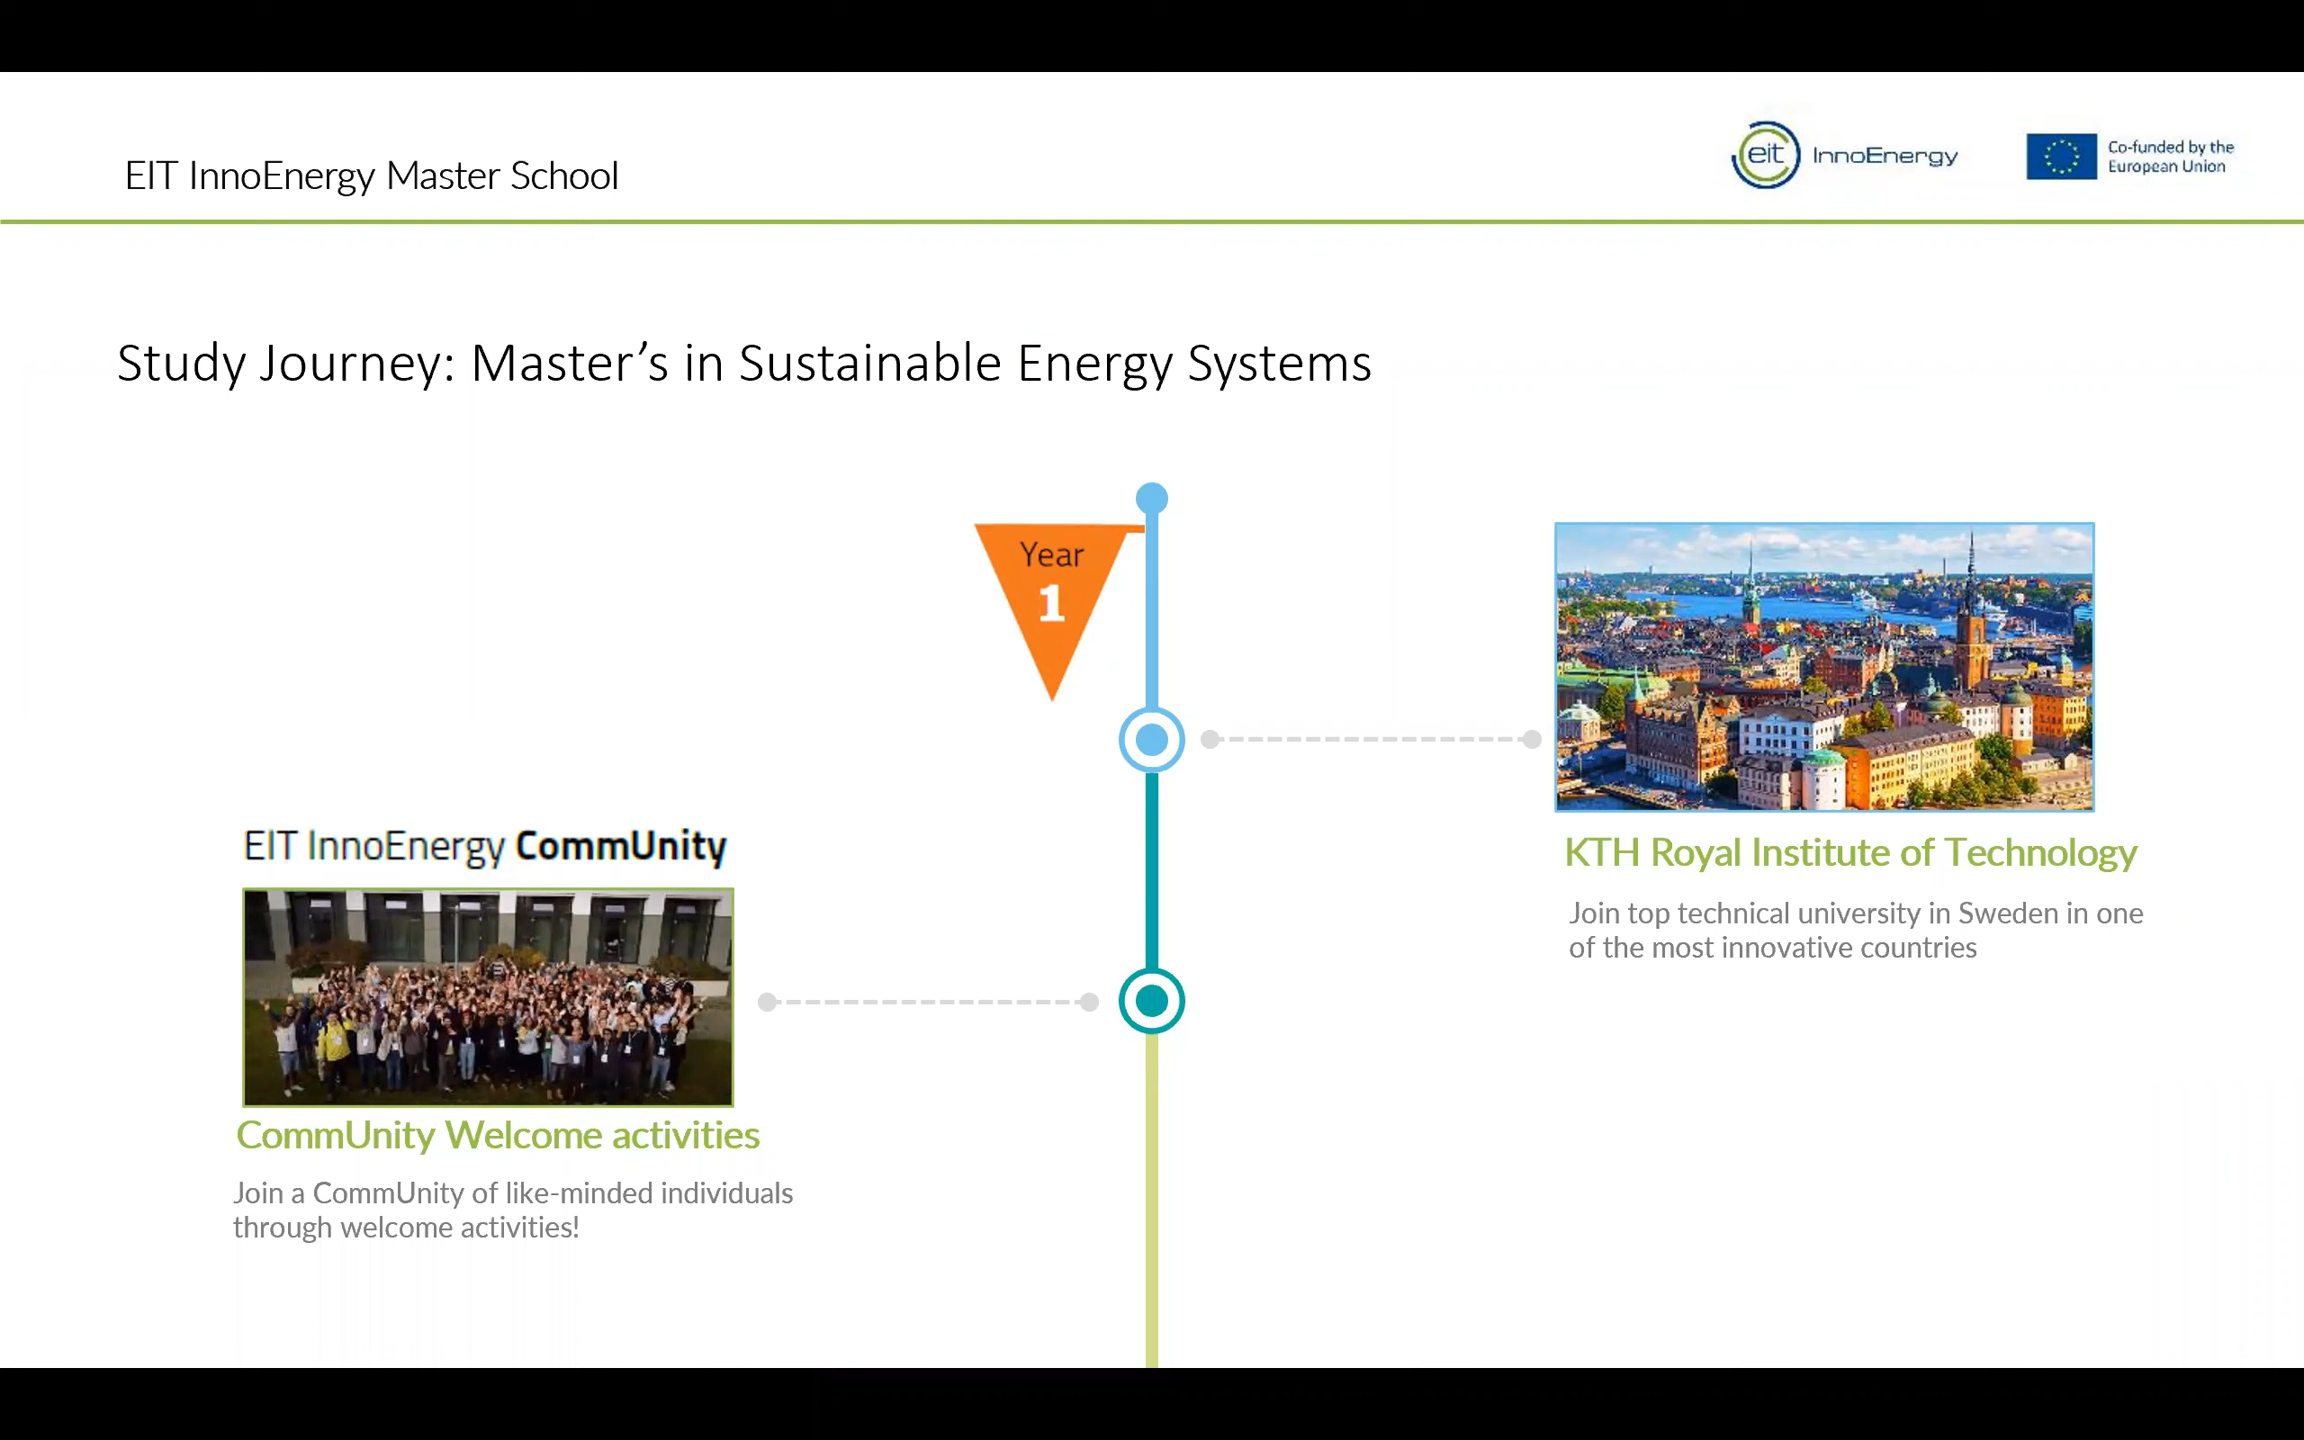 EIT InnoEnergy Master School
eit InnoEnergy
Co-funded by the
European Union
Study Journey: Master’s in Sustainable Energy Systems
Year
1
KTH Royal Institute of Technology
Join top technical university in Sweden in one
of the most innovative countries
EIT InnoEnergy CommUnity
CommUnity Welcome activities
Join a CommUnity of like-minded individuals
through welcome activities!